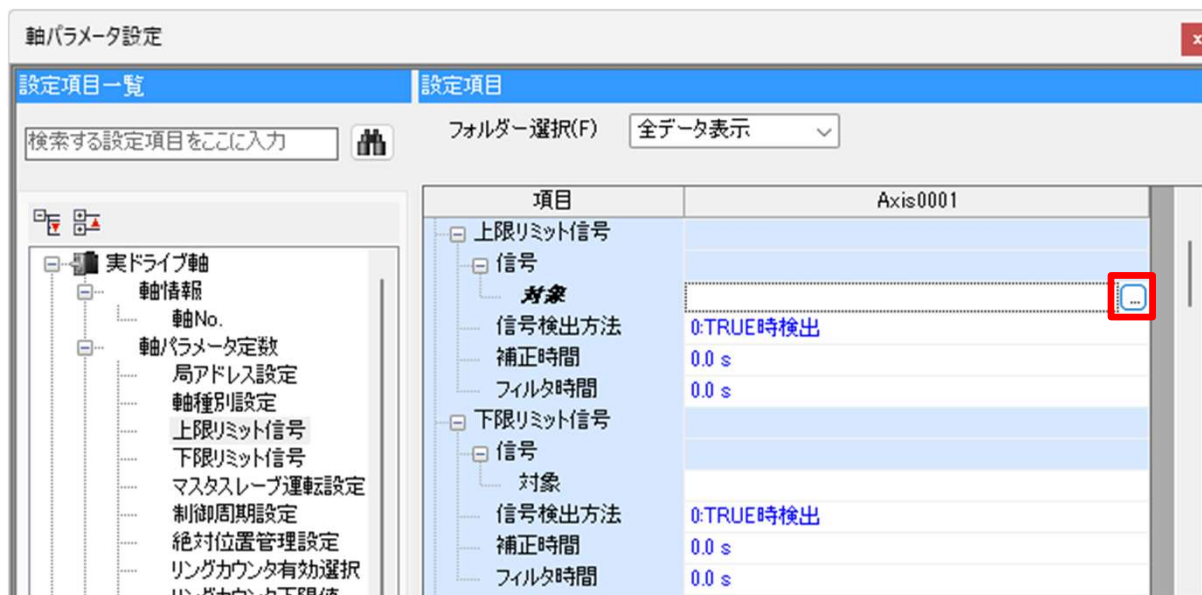 軸パラメータ設定
x
設定項目一覧
設定項目
検索する設定項目をここに入力
フォルダー選択(F)
全データ表示
項目
Axis0001
実ドライブ軸
軸情報
軸No.
軸パラメータ定数
局アドレス設定
軸種別設定
上限リミット信号
下限リミット信号
マスタスレーブ運転設定
制御周期設定
絶対位置管理設定
リングカウンタ有効選択
リングカウンタ下限値
上限リミット信号
信号
対象
...
信号検出方法
0:TRUE時検出
補正時間
0.0 s
フィルタ時間
0.0 s
下限リミット信号
信号
対象
信号検出方法
0:TRUE時検出
補正時間
0.0 s
フィルタ時間
0.0 s